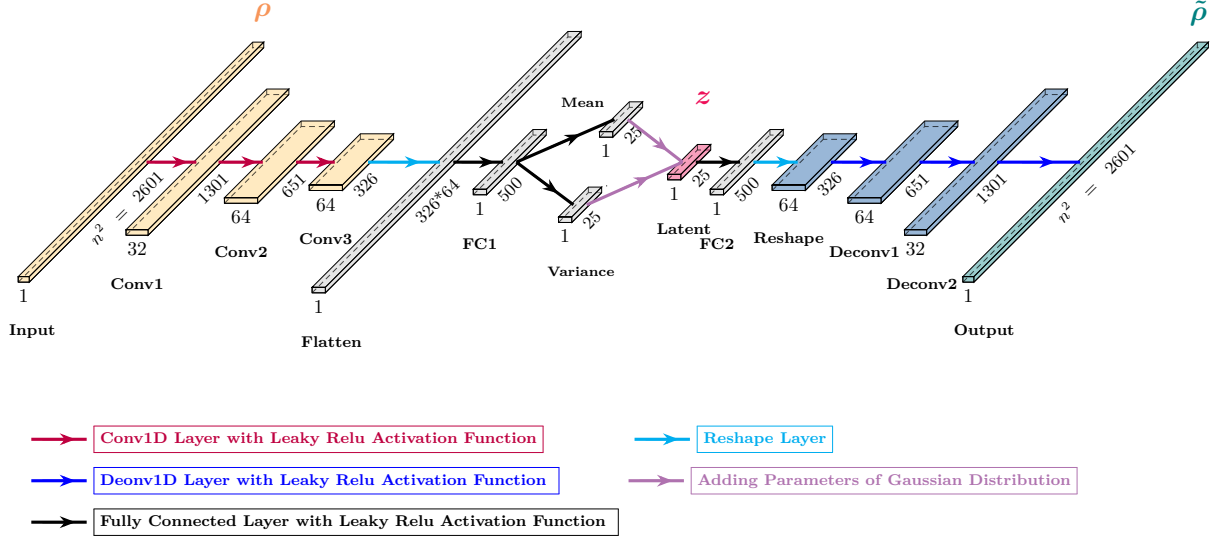 ρ
ρ̃
Mean
z
n² = 2601
1301
651
326
326*64
500
25
25
25
500
326
651
1301
n² = 2601
1
32
64
64
1
1
1
1
1
1
64
64
32
1
Input
Conv1
Conv2
Conv3
Flatten
FC1
Variance
Latent
FC2
Reshape
Deconv1
Deconv2
Output
Conv1D Layer with Leaky Relu Activation Function
Reshape Layer
Deonv1D Layer with Leaky Relu Activation Function
Adding Parameters of Gaussian Distribution
Fully Connected Layer with Leaky Relu Activation Function